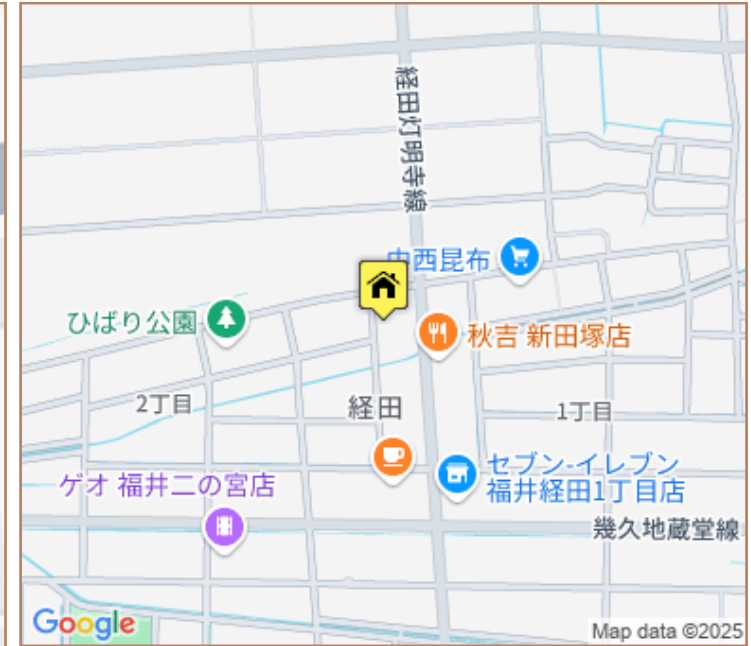 経田灯明寺線
中西昆布
ひばり公園
秋吉 新田塚店
2丁目
経田
1丁目
セブン-イレブン
福井経田1丁目店
ゲオ 福井二の宮店
幾久地蔵堂線
Google
Map data ©2025